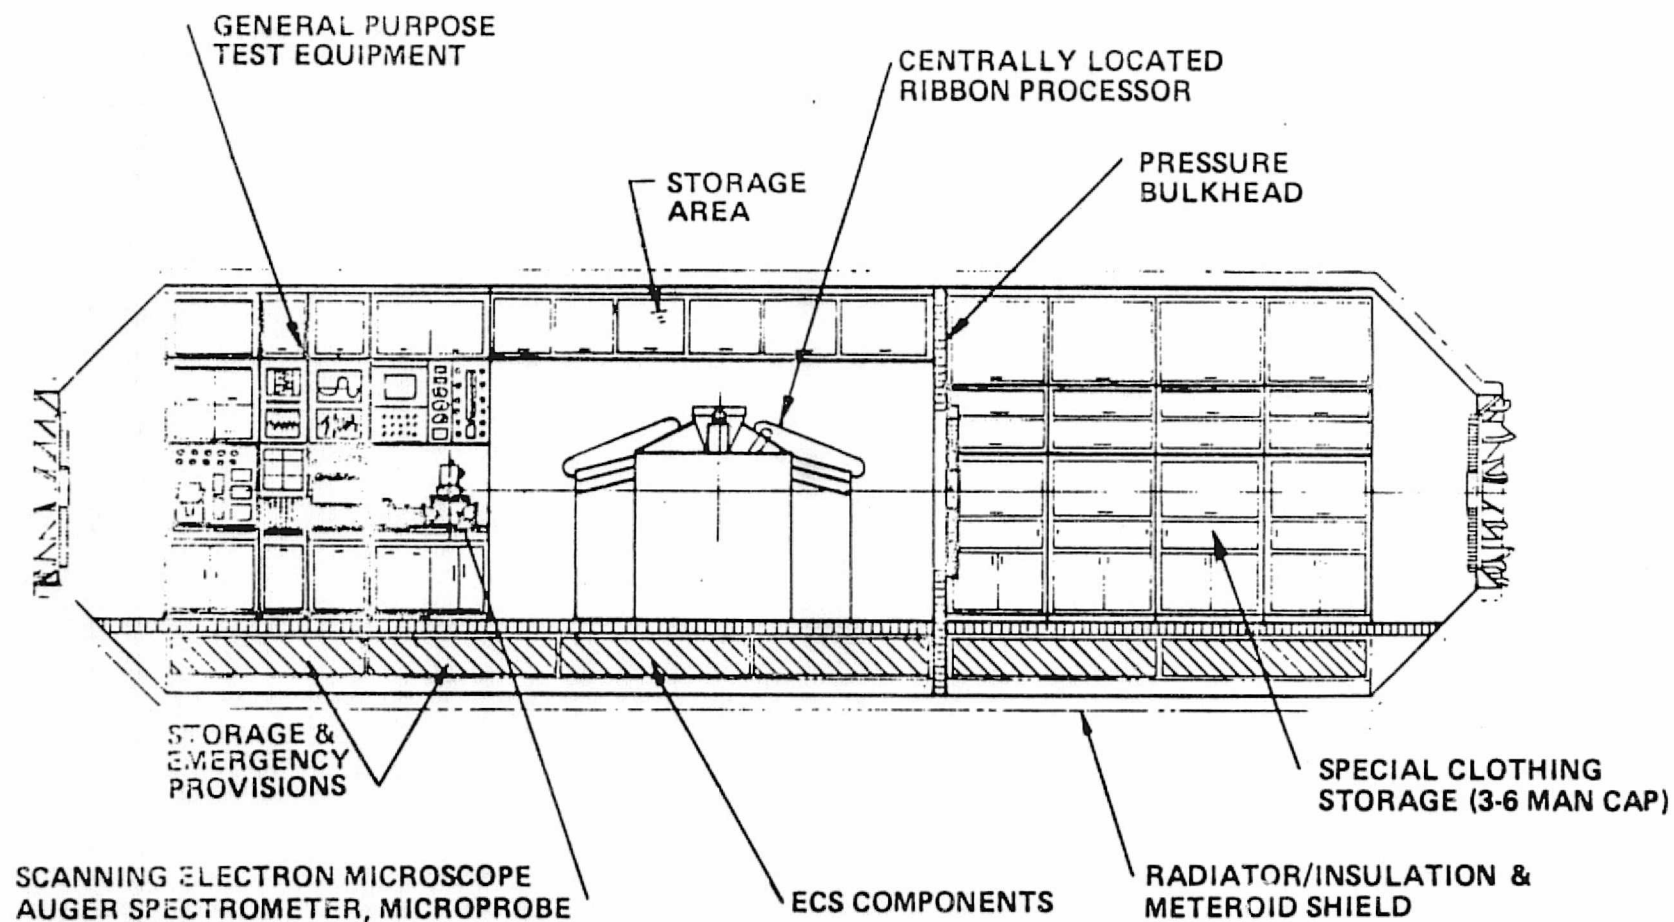 GENERAL PURPOSE
TEST EQUIPMENT
CENTRALLY LOCATED
RIBBON PROCESSOR
STORAGE
AREA
PRESSURE
BULKHEAD
STORAGE &
EMERGENCY
PROVISIONS
SPECIAL CLOTHING
STORAGE (3-6 MAN CAP)
SCANNING ELECTRON MICROSCOPE
AUGER SPECTROMETER, MICROPROBE
ECS COMPONENTS
RADIATOR/INSULATION &
METEROID SHIELD